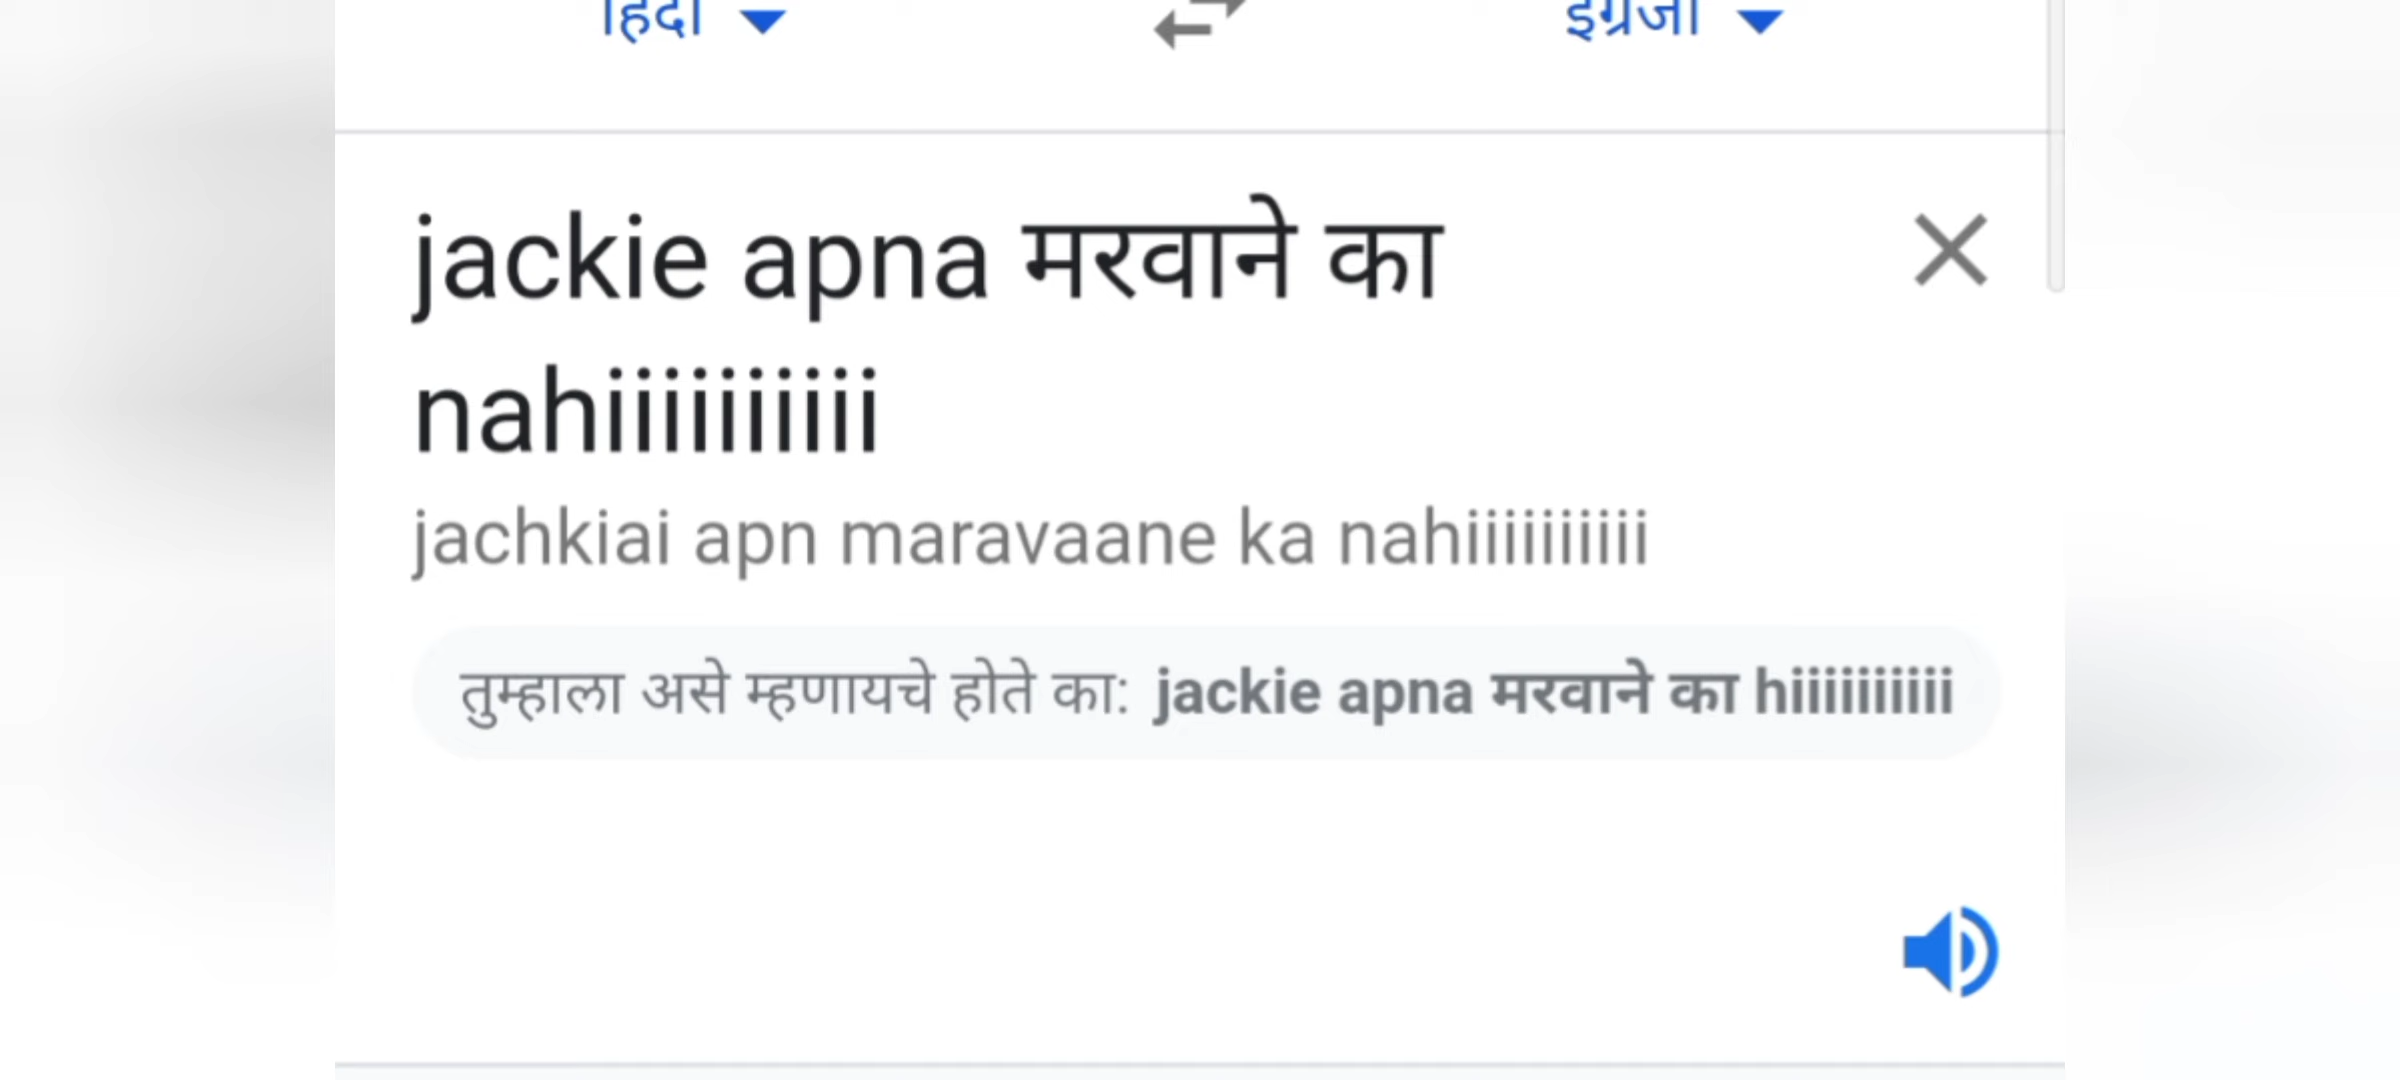 हिंदी इंग्रजी
jackie apna मरवाने का
nahiiiiiiiiii
jachkiai apn maravaane ka nahiiiiiiiiii
तुम्हाला असे म्हणायचे होते का: jackie apna मरवाने का hiiiiiiiiii